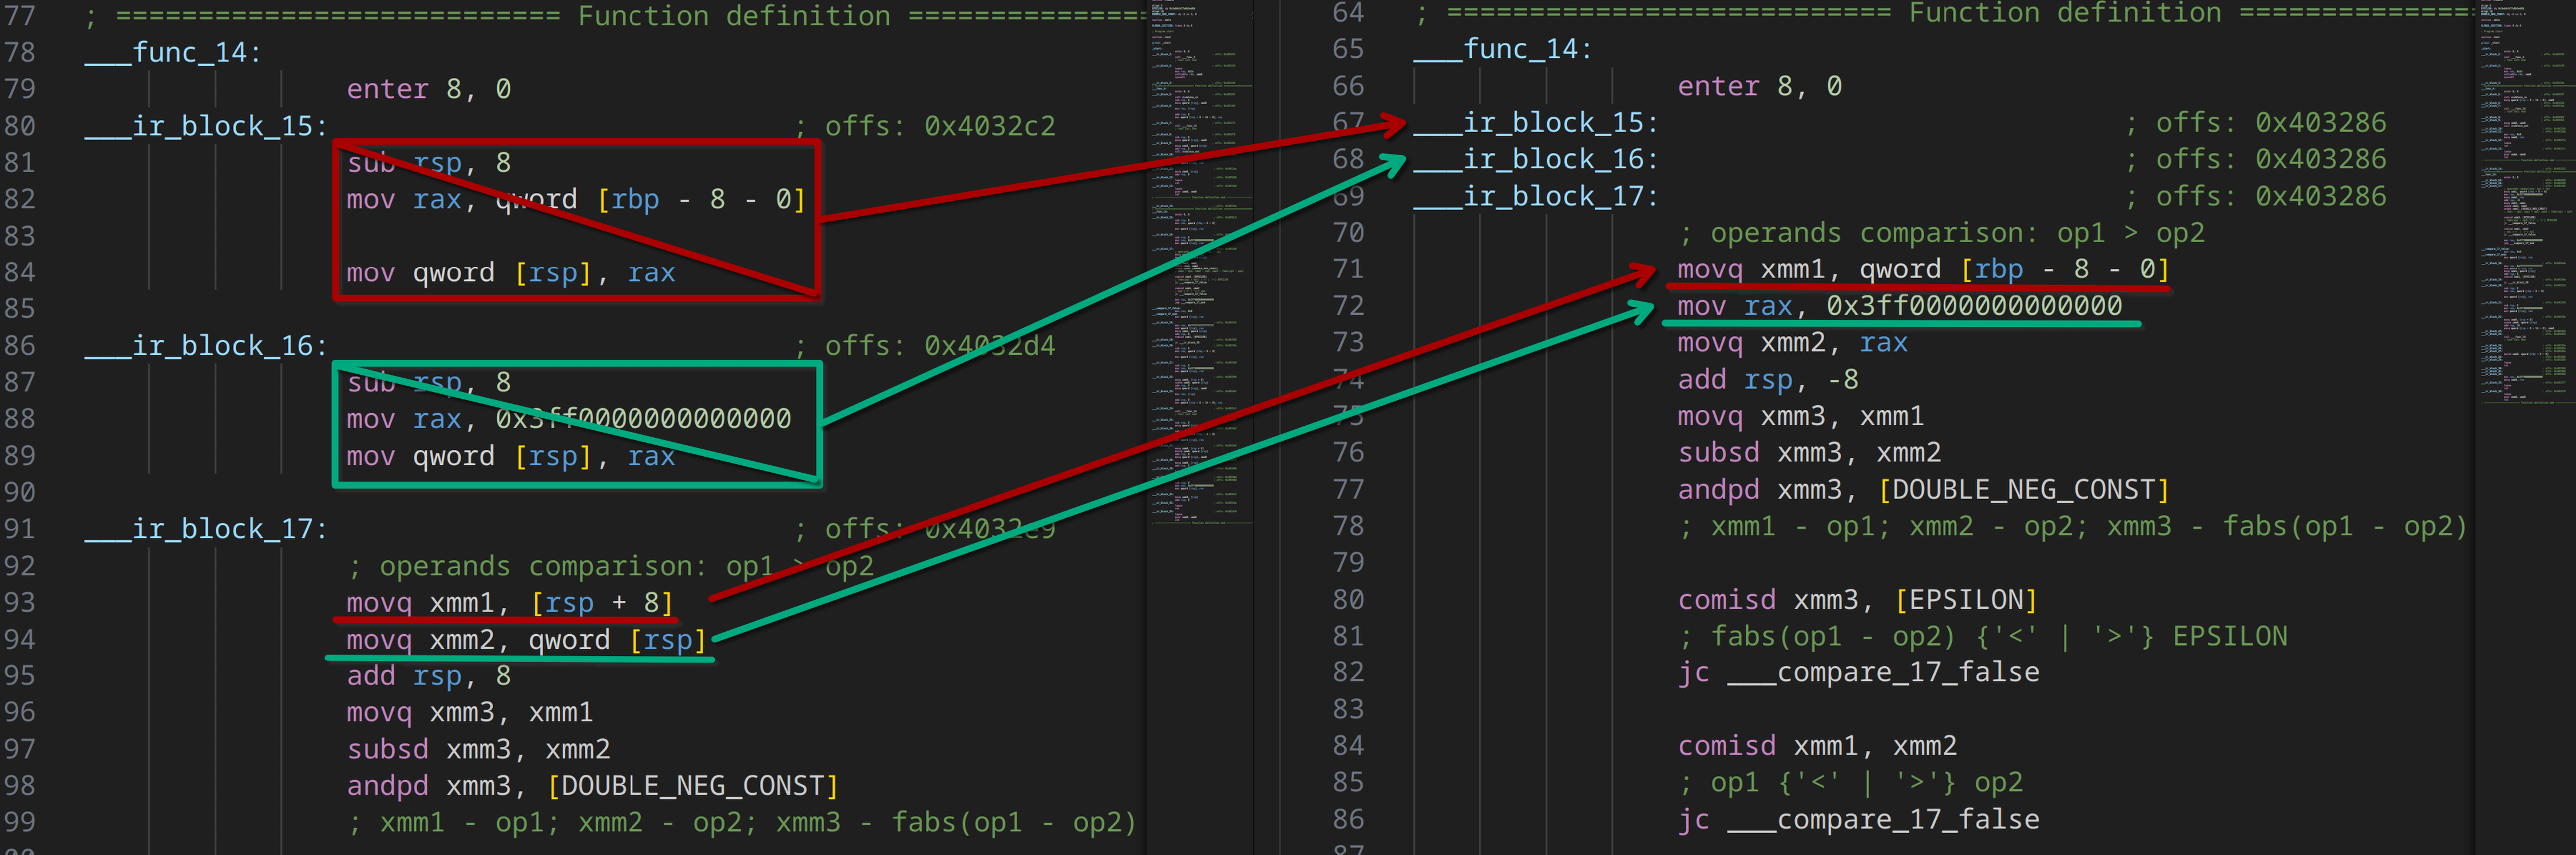 77 ; =========================== Function definition ===============
78 ___func_14:
79 enter 8, 0
80 ___ir_block_15: ; offs: 0x4032c2
81 sub rsp, 8
82 mov rax, qword [rbp - 8 - 0]
83
84 mov qword [rsp], rax
85
86 ___ir_block_16: ; offs: 0x4032d4
87 sub rsp, 8
88 mov rax, 0x3ff0000000000000
89 mov qword [rsp], rax
90
91 ___ir_block_17: ; offs: 0x4032e9
92 ; operands comparison: op1 > op2
93 movq xmm1, [rsp + 8]
94 movq xmm2, qword [rsp]
95 add rsp, 8
96 movq xmm3, xmm1
97 subsd xmm3, xmm2
98 andpd xmm3, [DOUBLE_NEG_CONST]
99 ; xmm1 - op1; xmm2 - op2; xmm3 - fabs(op1 - op2)
64 ; =========================== Function definition ===============
65 ___func_14:
66 enter 8, 0
67 ___ir_block_15: ; offs: 0x403286
68 ___ir_block_16: ; offs: 0x403286
69 ___ir_block_17: ; offs: 0x403286
70 ; operands comparison: op1 > op2
71 movq xmm1, qword [rbp - 8 - 0]
72 mov rax, 0x3ff0000000000000
73 movq xmm2, rax
74 add rsp, -8
75 movq xmm3, xmm1
76 subsd xmm3, xmm2
77 andpd xmm3, [DOUBLE_NEG_CONST]
78 ; xmm1 - op1; xmm2 - op2; xmm3 - fabs(op1 - op2)
79
80 comisd xmm3, [EPSILON]
81 ; fabs(op1 - op2) {'<' | '>'} EPSILON
82 jc ___compare_17_false
83
84 comisd xmm1, xmm2
85 ; op1 {'<' | '>'} op2
86 jc ___compare_17_false